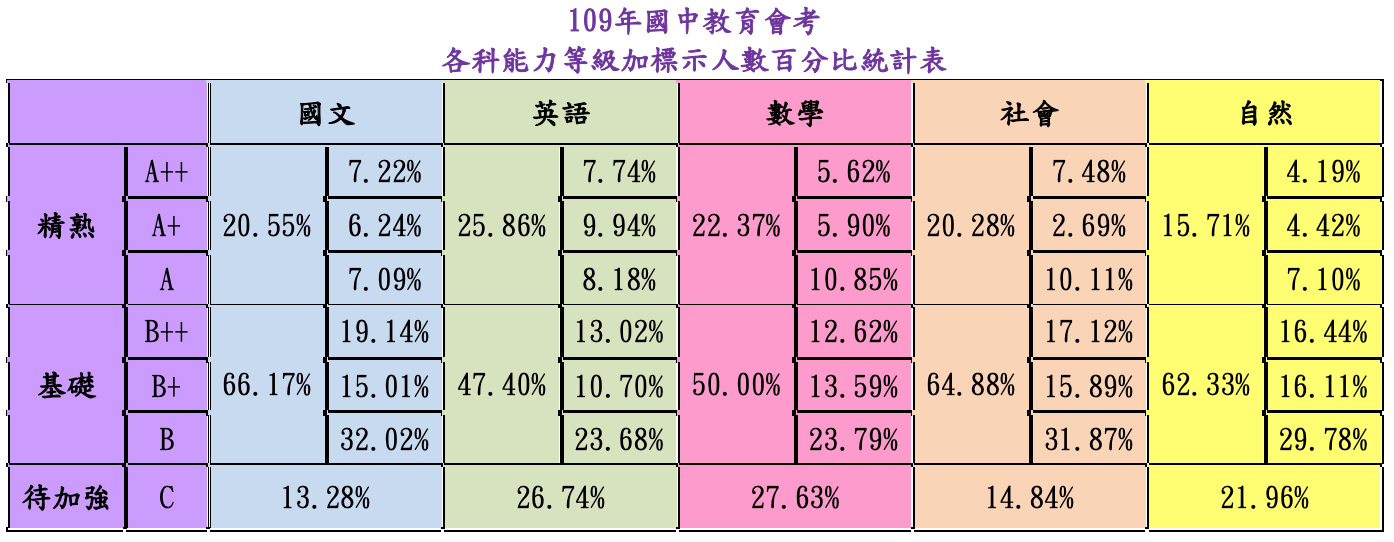 109年國中教育會考
各科能力等級加標示人數百分比統計表
國文 英語 數學 社會 自然
精熟 A++ 20.55% 7.22% 25.86% 7.74% 22.37% 5.62% 20.28% 7.48% 15.71% 4.19%
A+ 6.24% 9.94% 5.90% 2.69% 4.42%
A 7.09% 8.18% 10.85% 10.11% 7.10%
基礎 B++ 66.17% 19.14% 47.40% 13.02% 50.00% 12.62% 64.88% 17.12% 62.33% 16.44%
B+ 15.01% 10.70% 13.59% 15.89% 16.11%
B 32.02% 23.68% 23.79% 31.87% 29.78%
待加強 C 13.28% 26.74% 27.63% 14.84% 21.96%